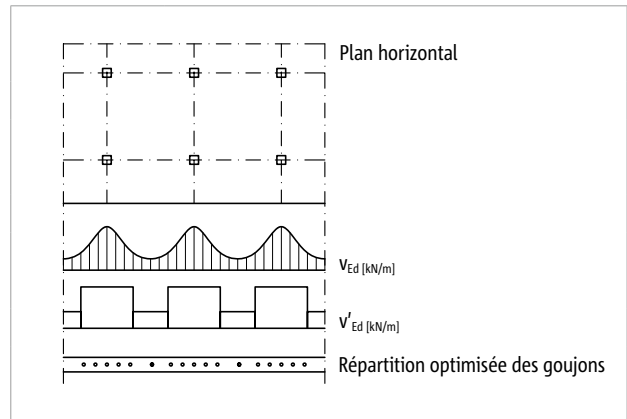 Plan horizontal
vEd [kN/m]
v'Ed [kN/m]
Répartition optimisée des goujons